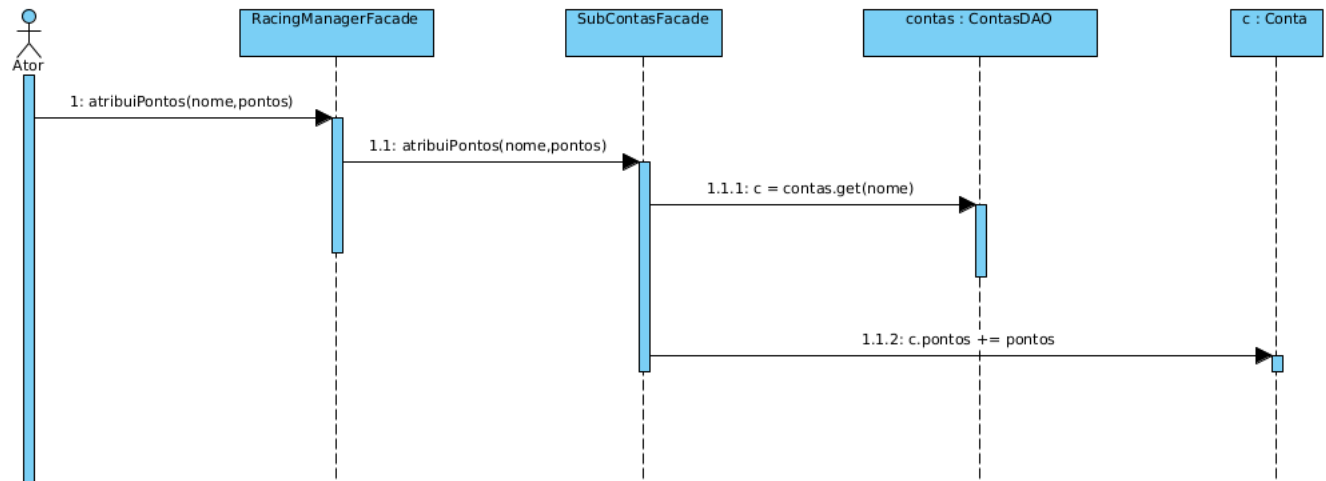 RacingManagerFacade
SubContasFacade
contas : ContasDAO
c : Conta
Ator
1: atribuiPontos(nome,pontos)
1.1: atribuiPontos(nome,pontos)
1.1.1: c = contas.get(nome)
1.1.2: c.pontos += pontos